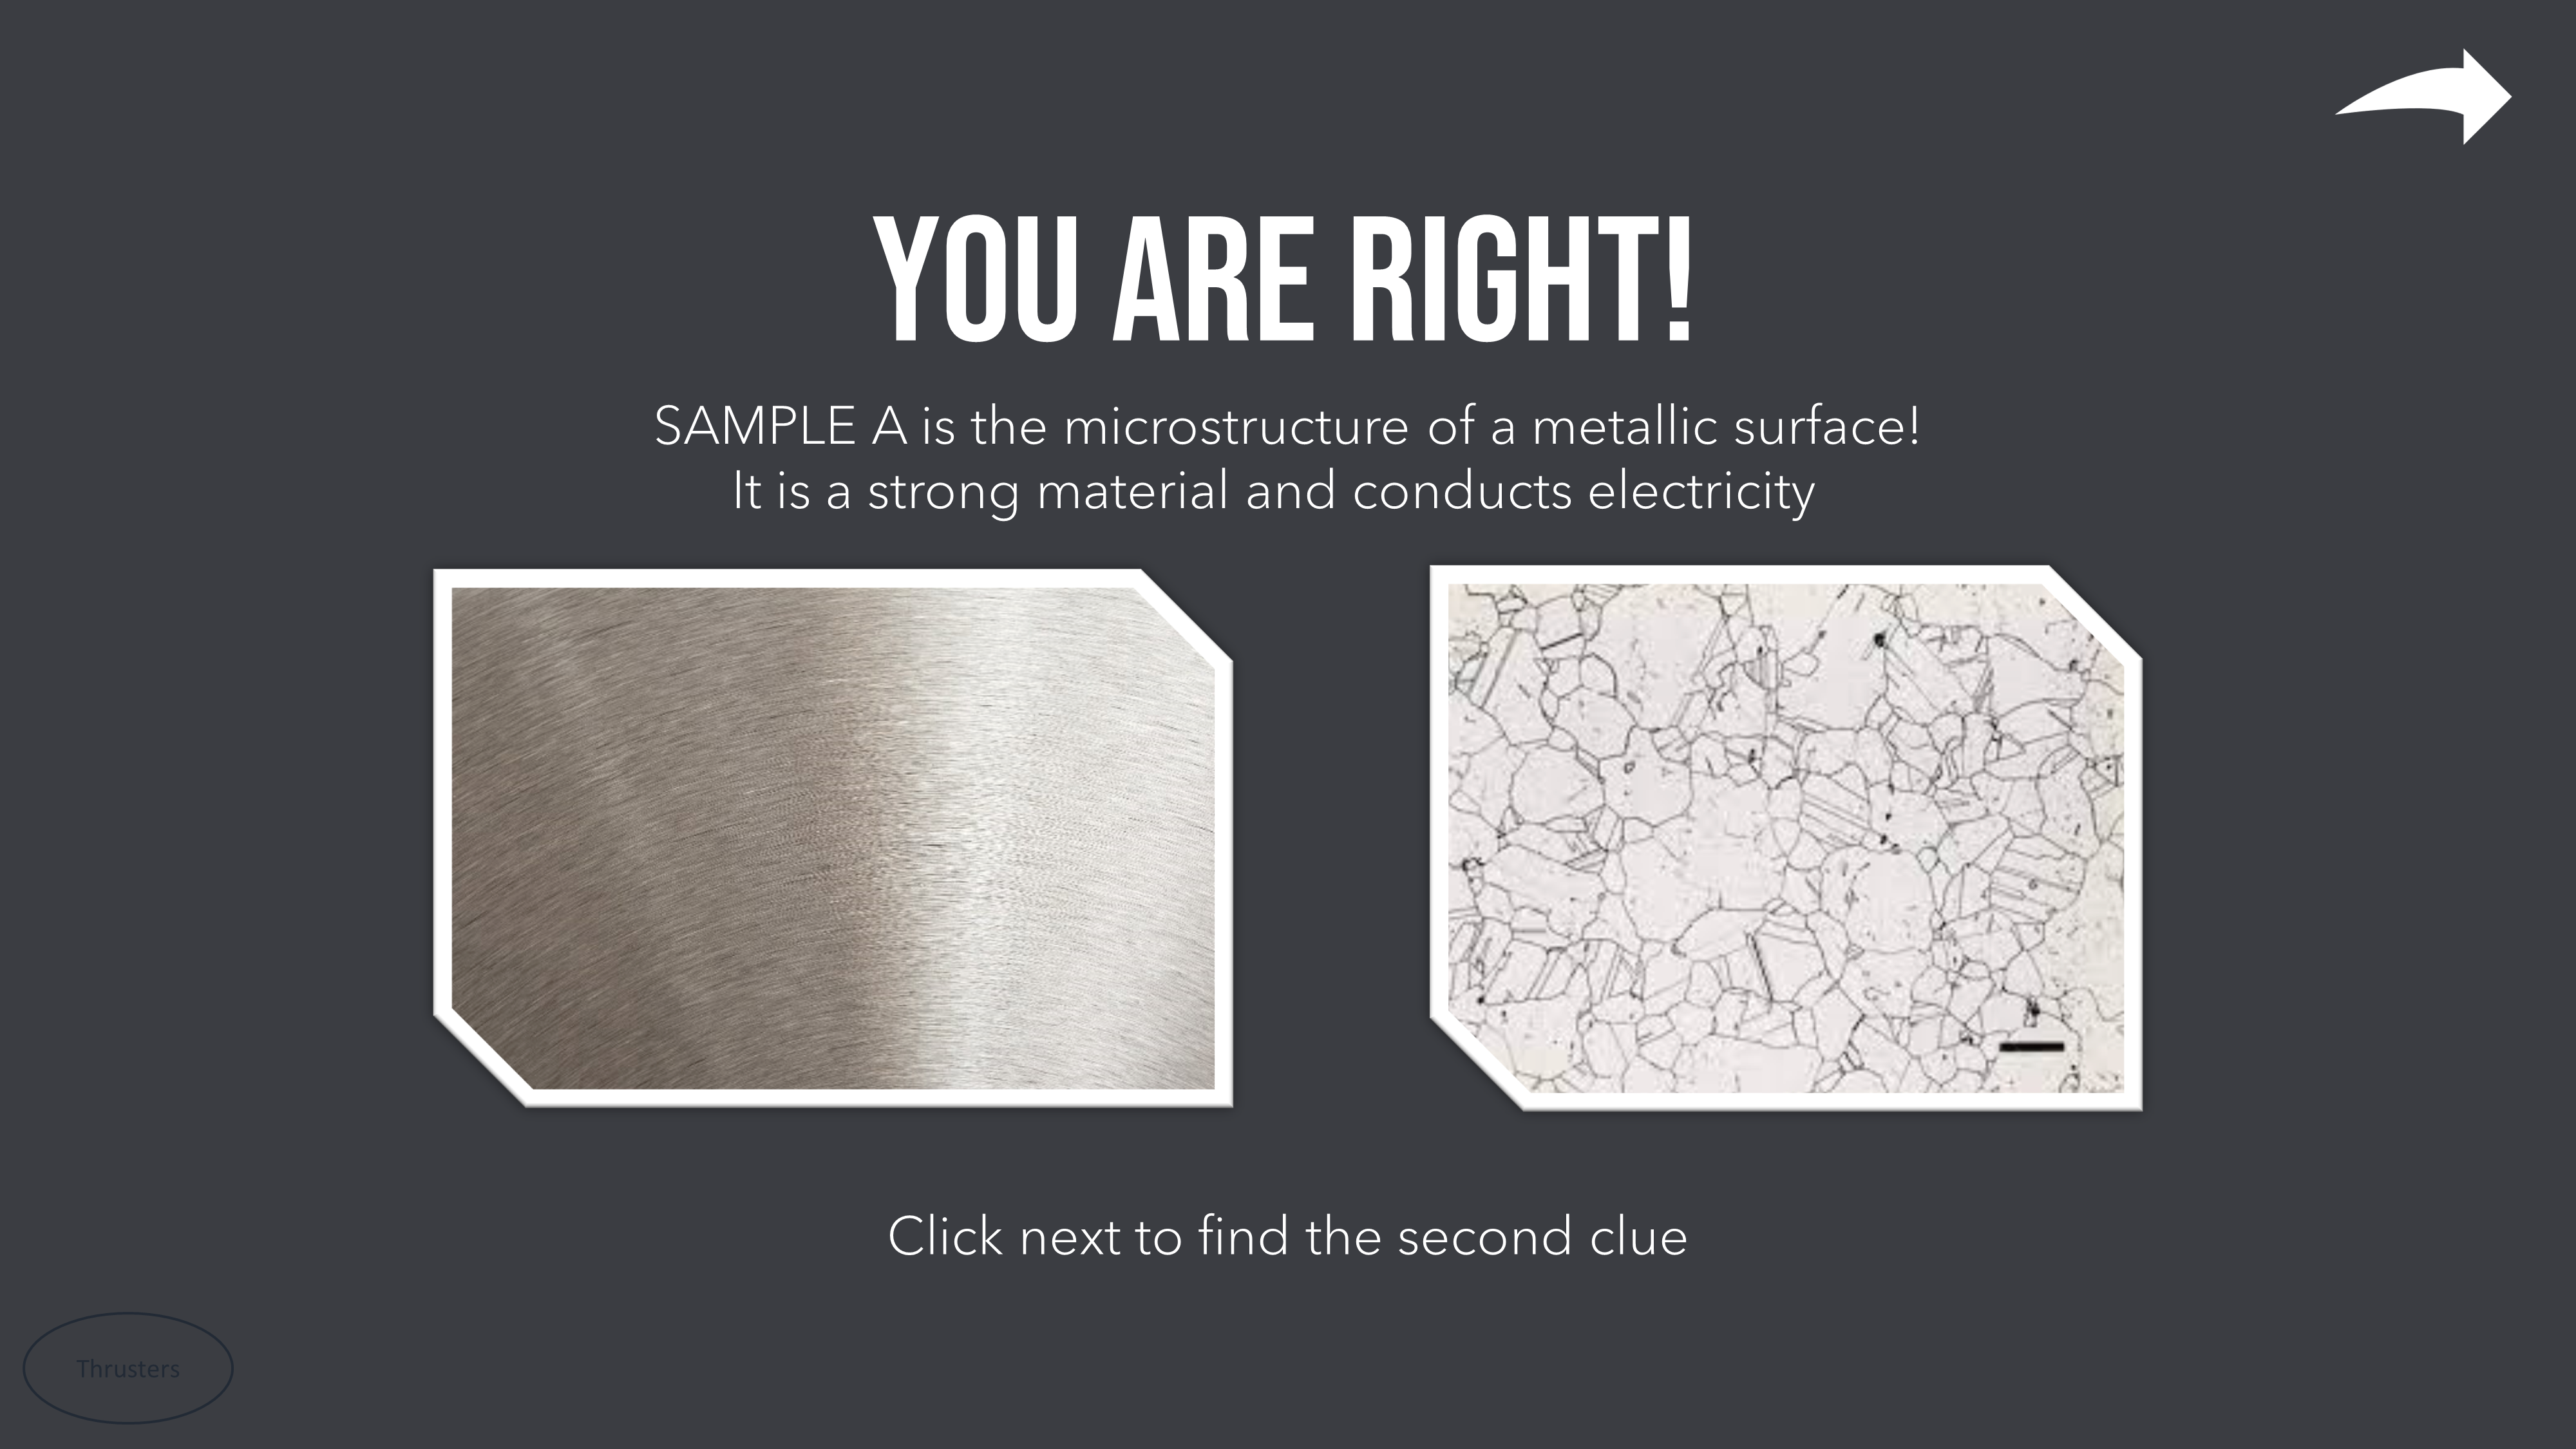 YOU ARE RIGHT!
SAMPLE A is the microstructure of a metallic surface!
It is a strong material and conducts electricity
Click next to find the second clue
Thrusters